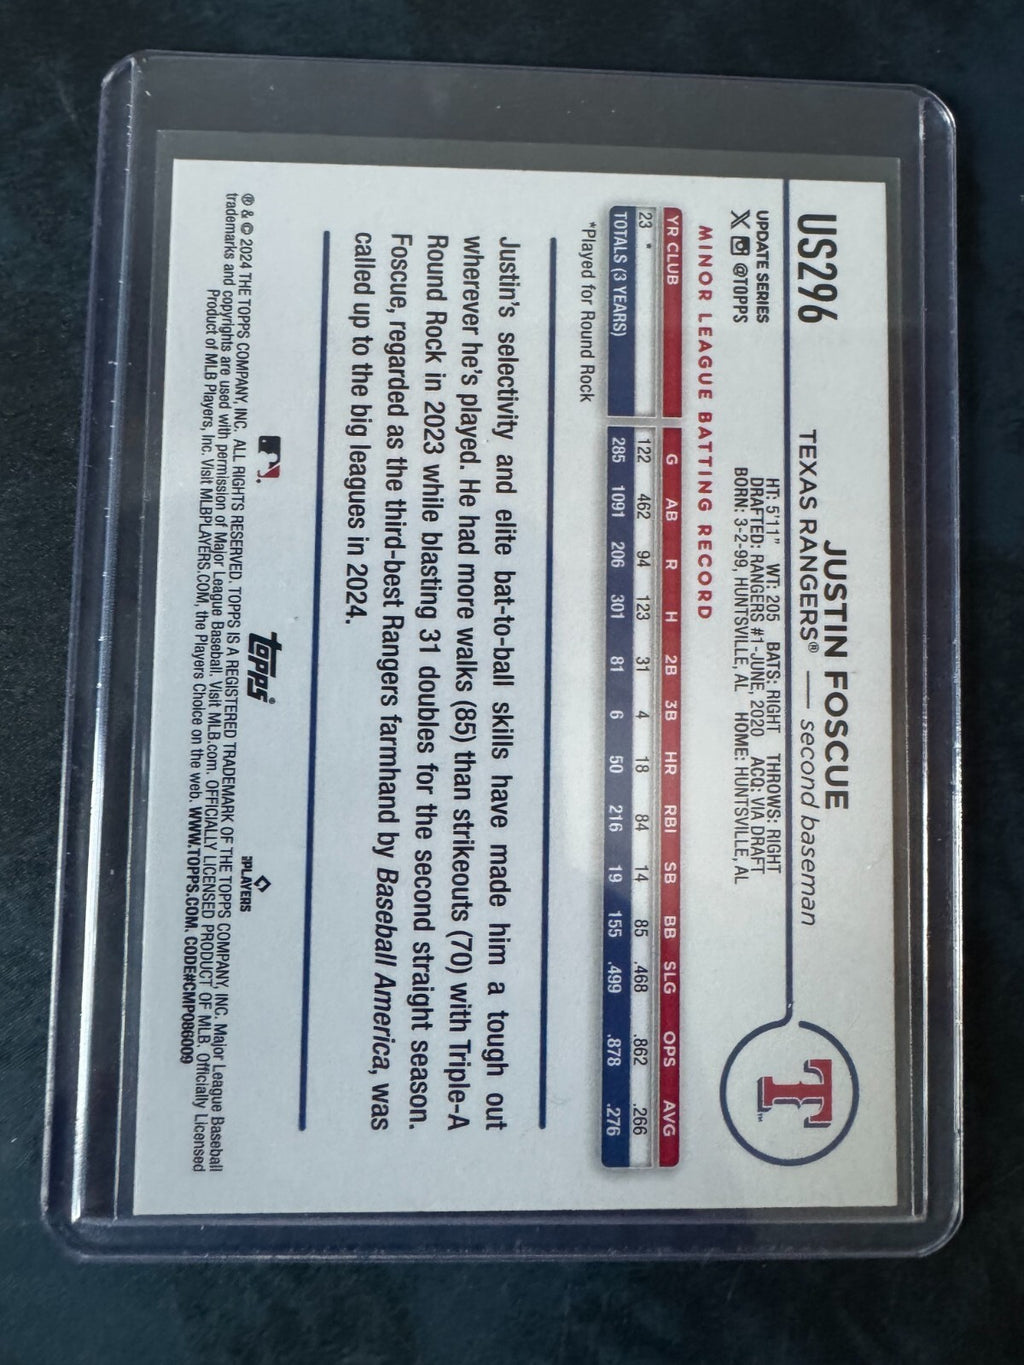 US296
JUSTIN FOSCUE
TEXAS RANGERS® — second baseman
UPDATE SERIES
X @TOPPS
HT: 5'11" WT: 205 BATS: RIGHT THROWS: RIGHT
DRAFTED: RANGERS #1-JUNE, 2020 ACQ: VIA DRAFT
BORN: 3-2-99, HUNTSVILLE, AL HOME: HUNTSVILLE, AL
T™
MINOR LEAGUE BATTING RECORD
YR CLUB G AB R H 2B 3B HR RBI SB BB SLG OPS AVG
23 * 122 462 94 123 31 4 18 84 14 85 .468 .862 .266
TOTALS (3 YEARS) 285 1091 206 301 81 6 50 216 19 155 .499 .878 .276
*Played for Round Rock
Justin's selectivity and elite bat-to-ball skills have made him a tough out
wherever he's played. He had more walks (85) than strikeouts (70) with Triple-A
Round Rock in 2023 while blasting 31 doubles for the second straight season.
Foscue, regarded as the third-best Rangers farmhand by Baseball America, was
called up to the big leagues in 2024.
topps®
PLAYERS
® & © 2024 THE TOPPS COMPANY, INC. ALL RIGHTS RESERVED. TOPPS IS A REGISTERED TRADEMARK OF THE TOPPS COMPANY, INC. Major League Baseball
trademarks and copyrights are used with permission of Major League Baseball. Visit MLB.com. OFFICIALLY LICENSED PRODUCT OF MLB. Officially Licensed
Product of MLB Players, Inc. Visit MLBPLAYERS.COM, the Players Choice on the web. WWW.TOPPS.COM. CODE#CMP086009